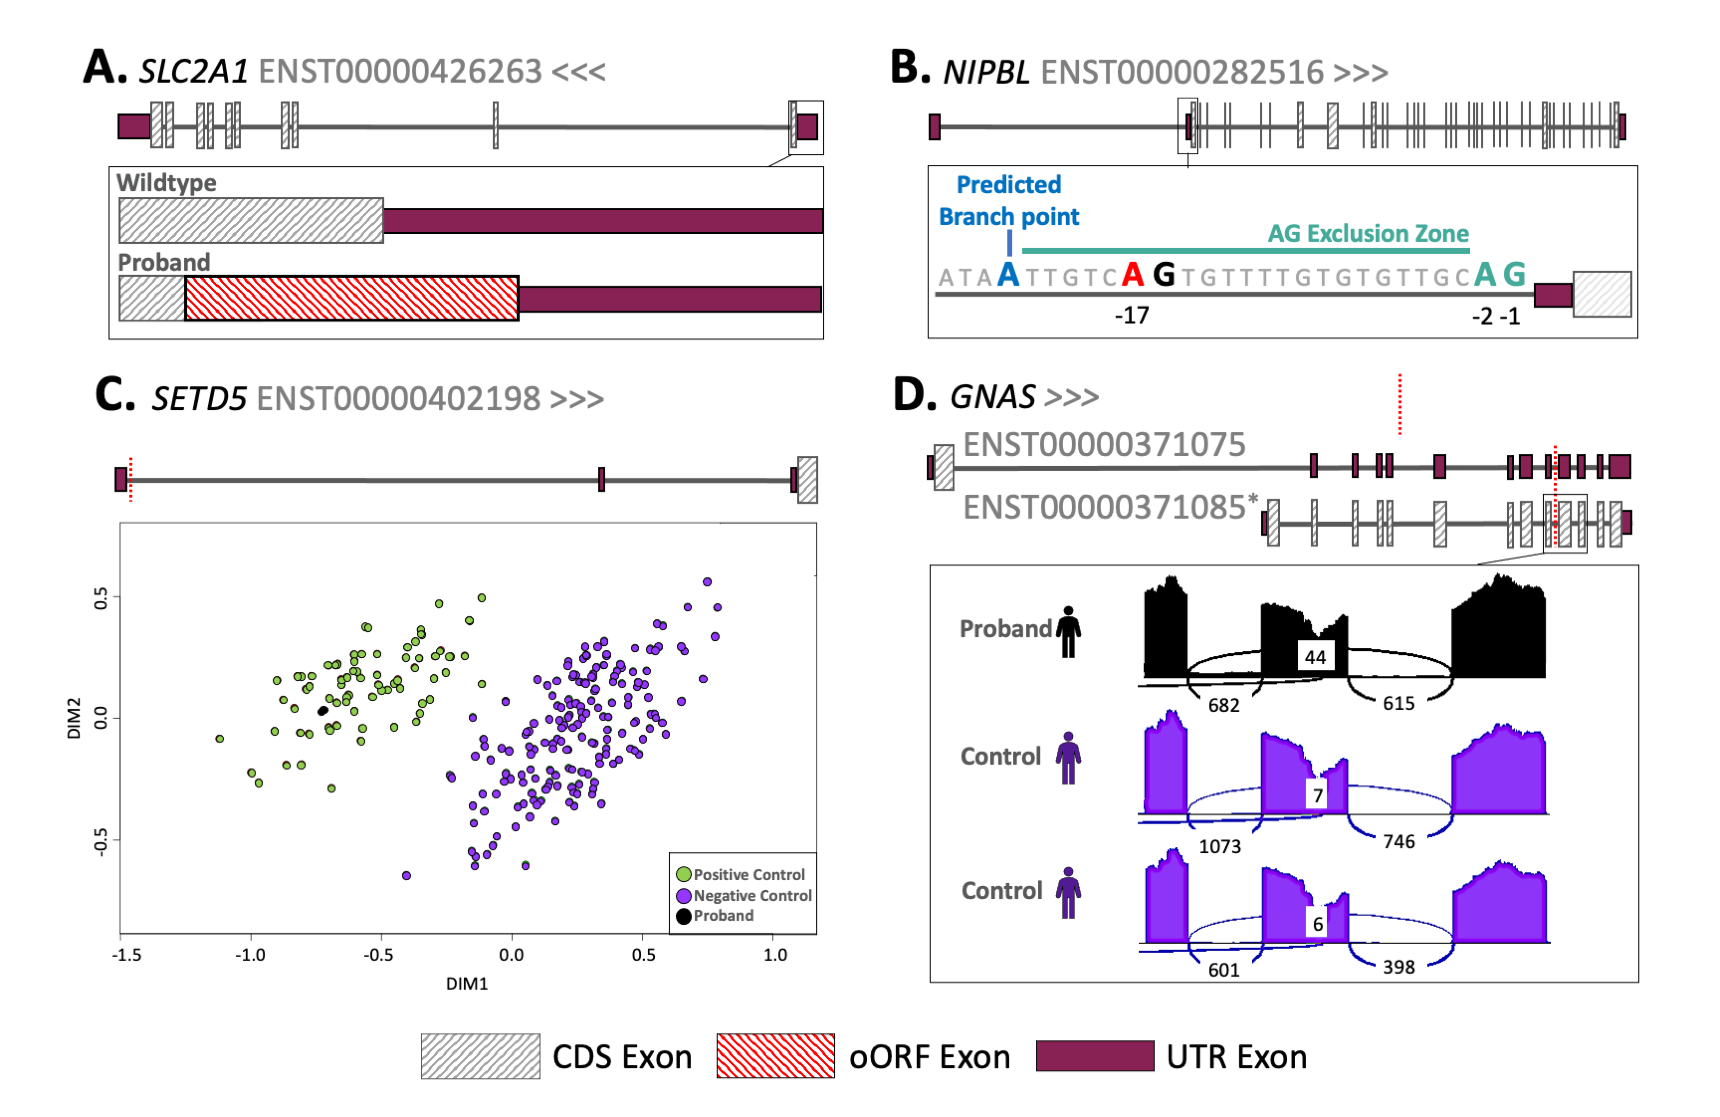 A. SLC2A1 ENST00000426263 <<<
Wildtype
Proband
B. NIPBL ENST00000282516 >>>
Predicted
Branch point
AG Exclusion Zone
ATAATTGTCAGTGTTTTGTGTGTTGCAG
-17
-2 -1
C. SETD5 ENST00000402198 >>>
0.5
0.0
-0.5
DIM2
-1.5 -1.0 -0.5 0.0 0.5 1.0
DIM1
Positive Control
Negative Control
Proband
D. GNAS >>>
ENST00000371075
ENST00000371085*
Proband
44
682
615
Control
7
1073
746
Control
6
601
398
CDS Exon
oORF Exon
UTR Exon